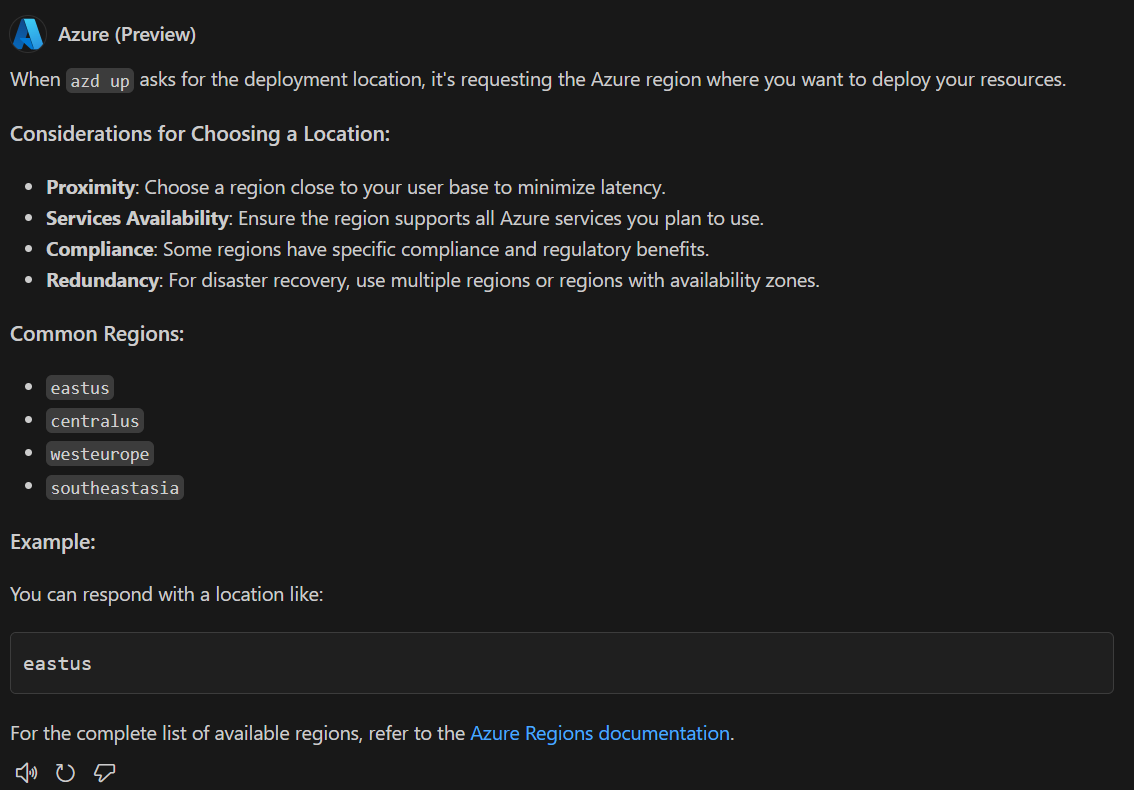 Azure (Preview)
When azd up asks for the deployment location, it's requesting the Azure region where you want to deploy your resources.
Considerations for Choosing a Location:
Proximity: Choose a region close to your user base to minimize latency.
Services Availability: Ensure the region supports all Azure services you plan to use.
Compliance: Some regions have specific compliance and regulatory benefits.
Redundancy: For disaster recovery, use multiple regions or regions with availability zones.
Common Regions:
eastus
centralus
westeurope
southeastasia
Example:
You can respond with a location like:
eastus
For the complete list of available regions, refer to the Azure Regions documentation.